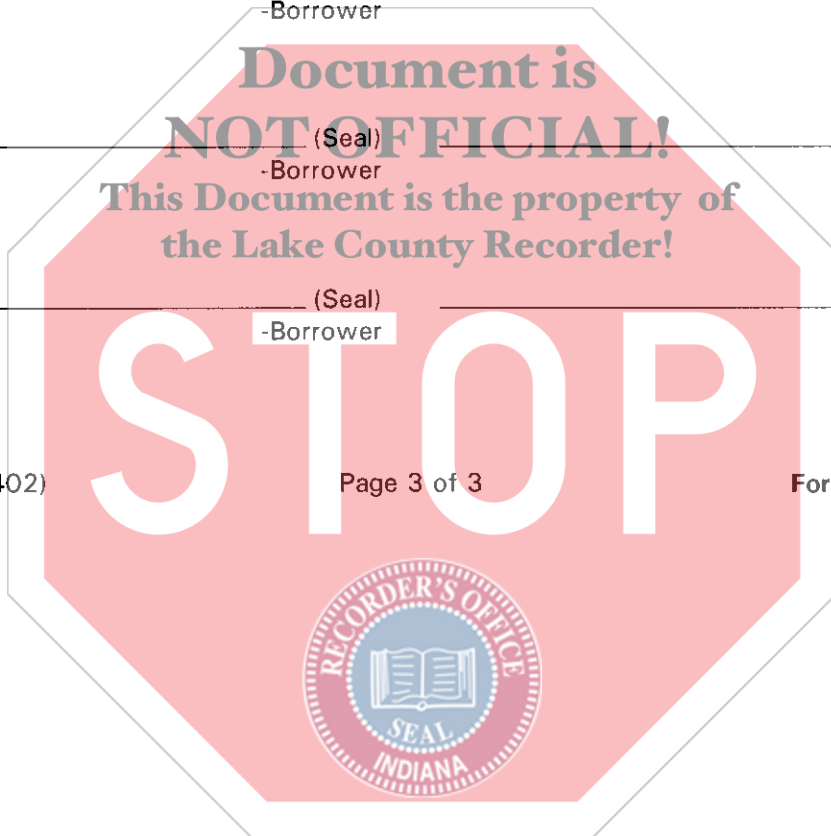 -Borrower
Document is
NOT OFFICIAL!
(Seal)
-Borrower
This Document is the property of
the Lake County Recorder!
(Seal)
-Borrower
STOP
402)
Page 3 of 3
For
RECORDER'S OFFICE
SEAL
INDIANA